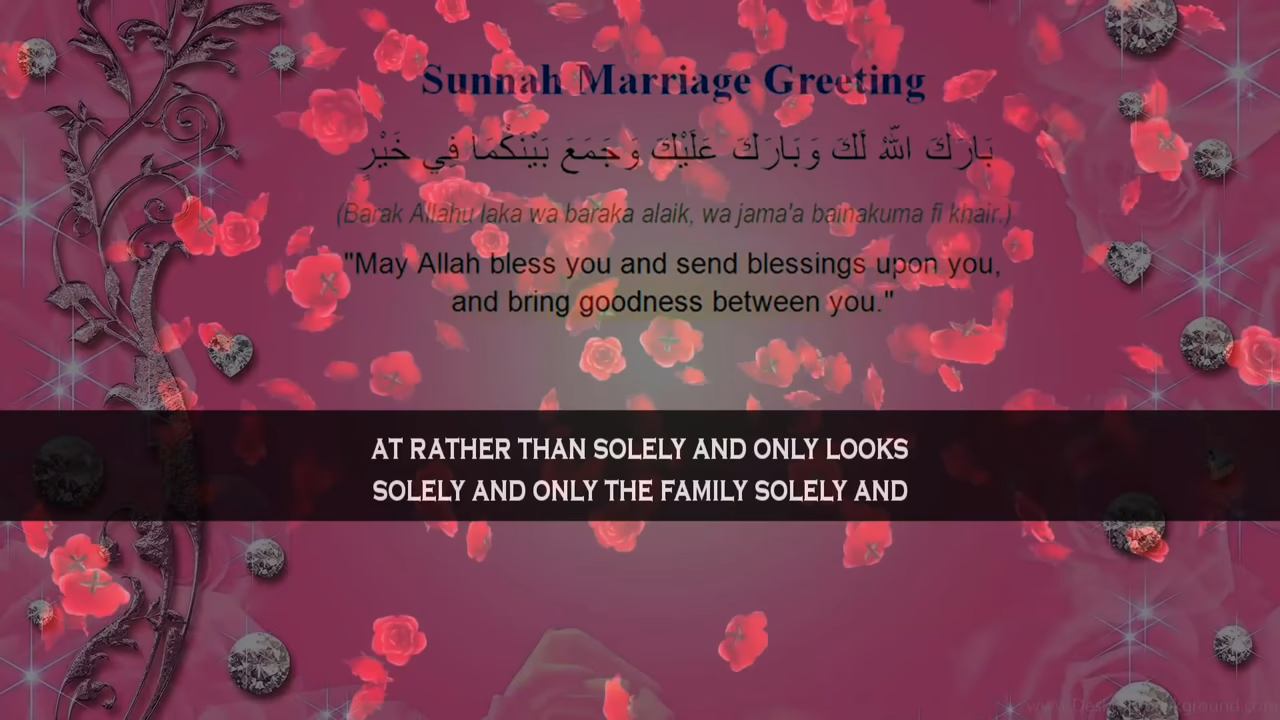 Sunnah Marriage Greeting
بَارَكَ اللّٰهُ لَكَ وَبَارَكَ عَلَيْكَ وَجَمَعَ بَيْنَكُمَا فِي خَيْرٍ
(Barak Allahu laka wa baraka alaik, wa jama'a bainakuma fi khair.)
"May Allah bless you and send blessings upon you,
and bring goodness between you."
AT RATHER THAN SOLELY AND ONLY LOOKS
SOLELY AND ONLY THE FAMILY SOLELY AND